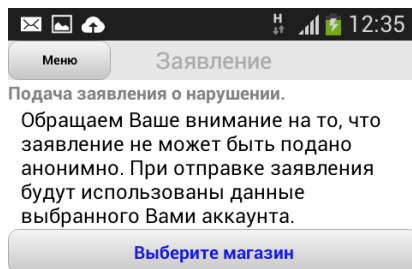 H 12:35
Меню Заявление
Подача заявления о нарушении.
Обращаем Ваше внимание на то, что
заявление не может быть подано
анонимно. При отправке заявления
будут использованы данные
выбранного Вами аккаунта.
Выберите магазин